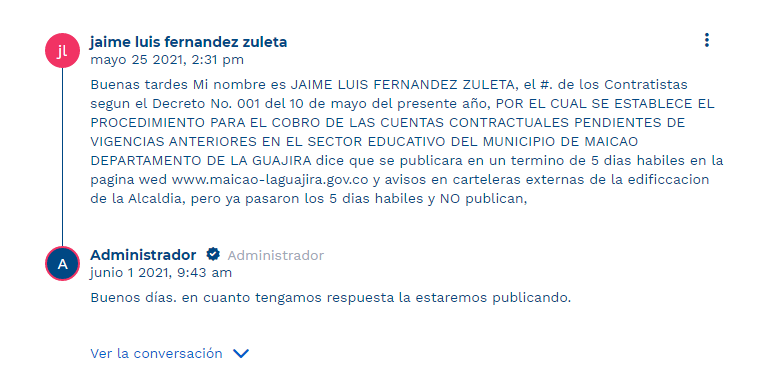 jl
jaime luis fernandez zuleta
mayo 25 2021, 2:31 pm
Buenas tardes Mi nombre es JAIME LUIS FERNANDEZ ZULETA, el #. de los Contratistas
segun el Decreto No. 001 del 10 de mayo del presente año, POR EL CUAL SE ESTABLECE EL
PROCEDIMIENTO PARA EL COBRO DE LAS CUENTAS CONTRACTUALES PENDIENTES DE
VIGENCIAS ANTERIORES EN EL SECTOR EDUCATIVO DEL MUNICIPIO DE MAICAO
DEPARTAMENTO DE LA GUAJIRA dice que se publicara en un termino de 5 dias habiles en la
pagina wed www.maicao-laguajira.gov.co y avisos en carteleras externas de la edificcacion
de la Alcaldia, pero ya pasaron los 5 dias habiles y NO publican,
A
Administrador Administrador
junio 1 2021, 9:43 am
Buenos días. en cuanto tengamos respuesta la estaremos publicando.
Ver la conversación